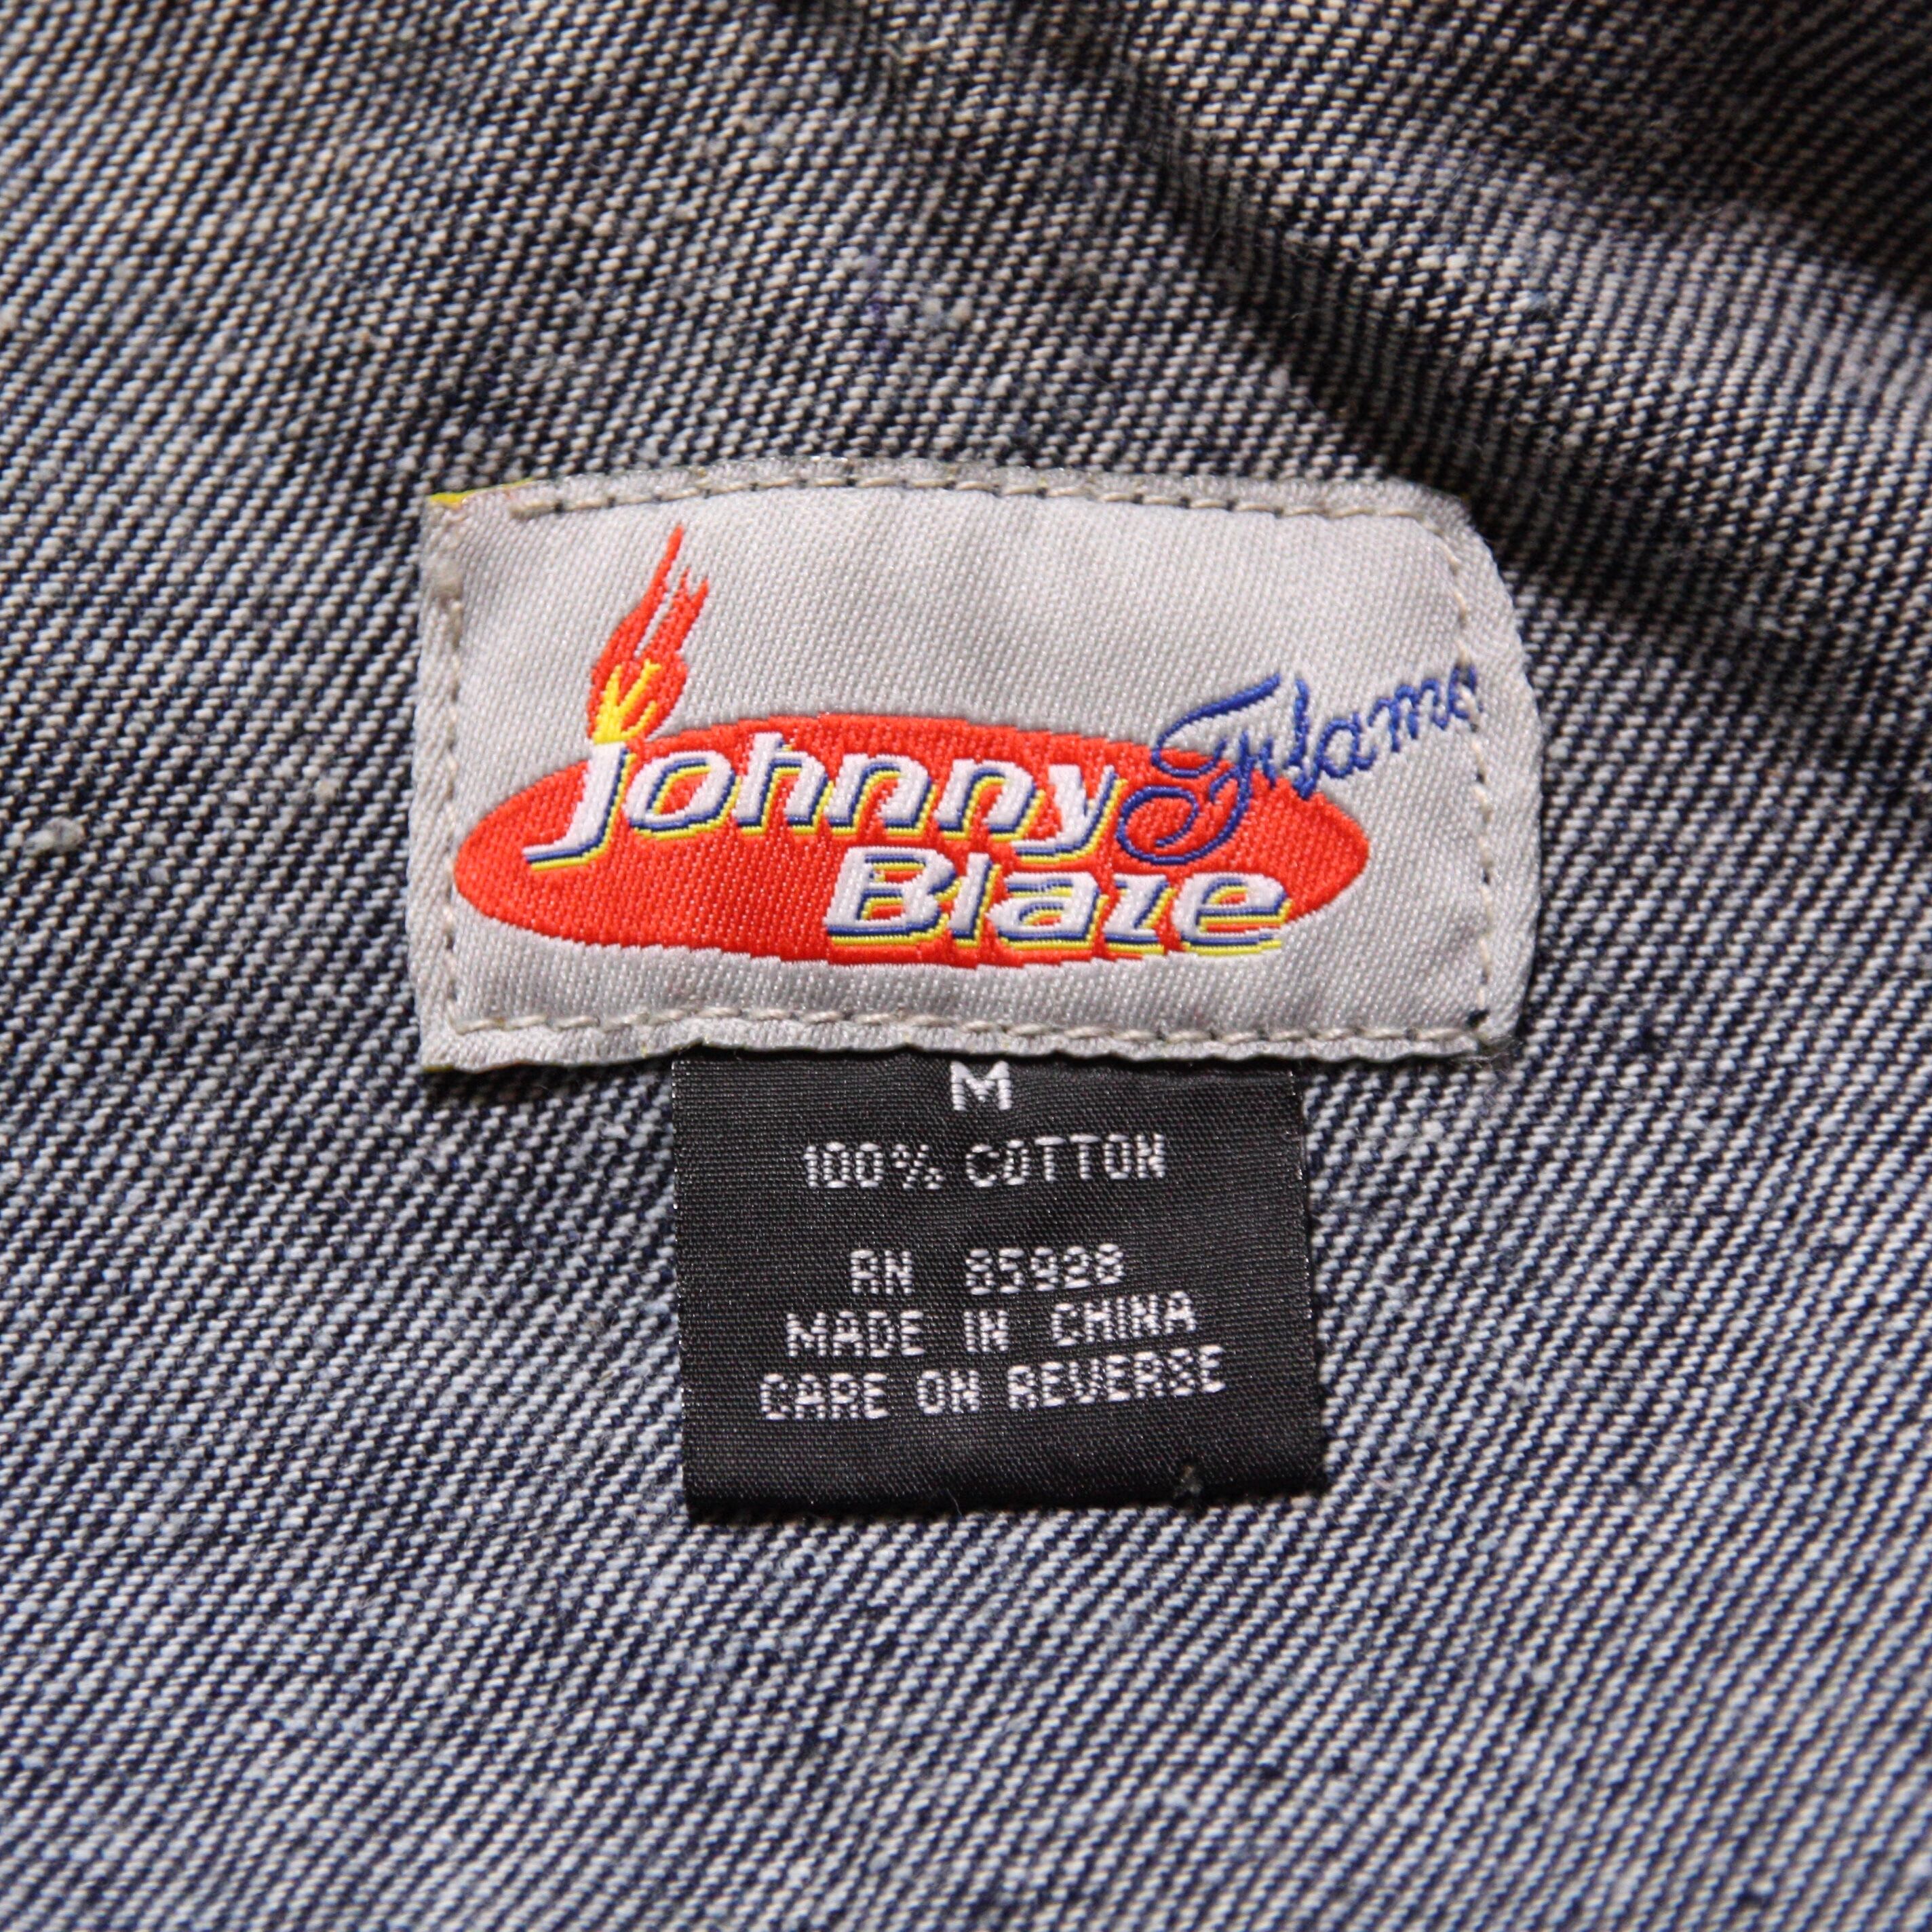 Johnny Flame
Blaze
M
100% COTTON
RN 85928
MADE IN CHINA
CARE ON REVERSE